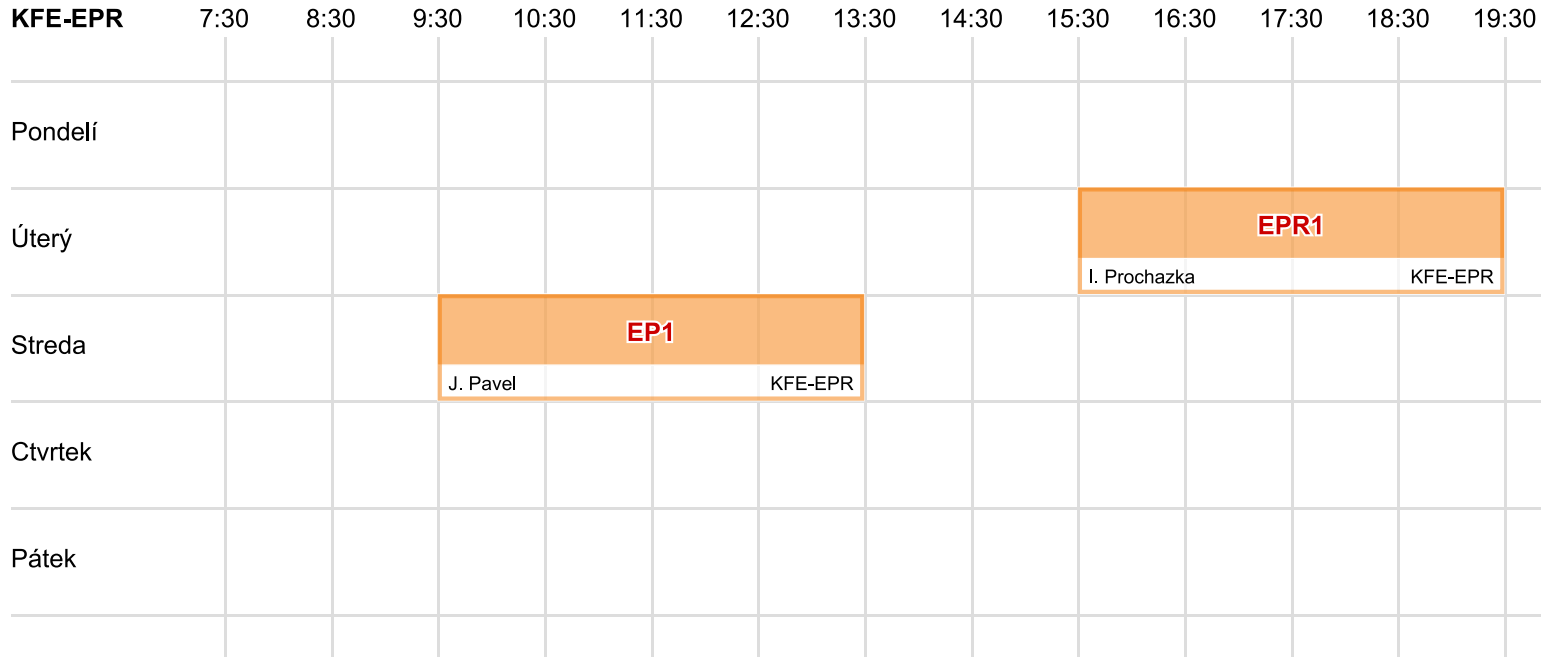 KFE-EPR 7:30 8:30 9:30 10:30 11:30 12:30 13:30 14:30 15:30 16:30 17:30 18:30 19:30
Pondelí
Úterý
EPR1
I. Prochazka KFE-EPR
Streda
EP1
J. Pavel KFE-EPR
Ctvrtek
Pátek